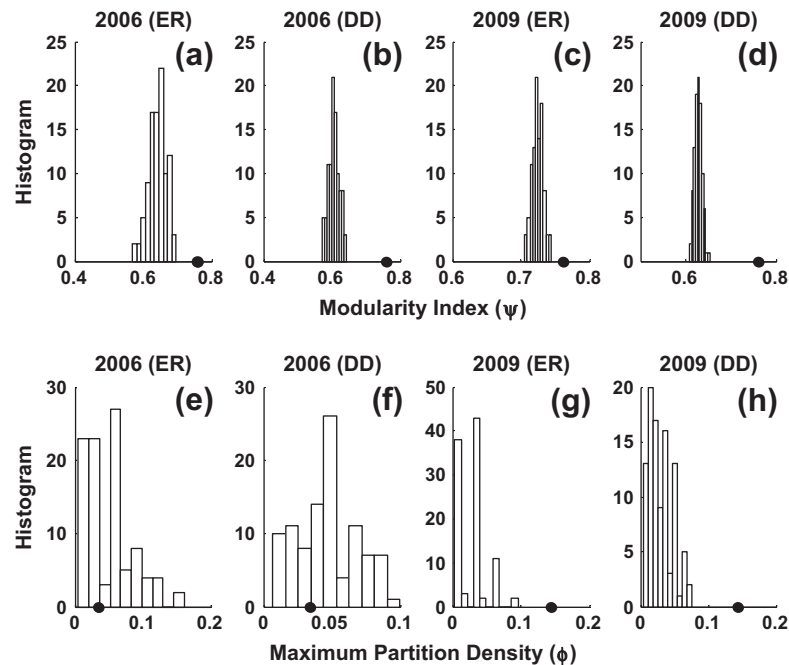 2006 (ER) 2006 (DD) 2009 (ER) 2009 (DD)
(a) (b) (c) (d)
Histogram
25 25 25 25
20 20 20 20
15 15 15 15
10 10 10 10
5 5 5 5
0 0 0 0
0.4 0.6 0.8 0.4 0.6 0.8 0.6 0.7 0.8 0.6 0.8
Modularity Index (ψ)
2006 (ER) 2006 (DD) 2009 (ER) 2009 (DD)
(e) (f) (g) (h)
Histogram
30 30 50 20
40 15
20 20 30
10
10 10 20
10 5
0 0 0 0
0 0.1 0.2 0 0.05 0.1 0 0.1 0.2 0 0.1 0.2
Maximum Partition Density (ϕ)